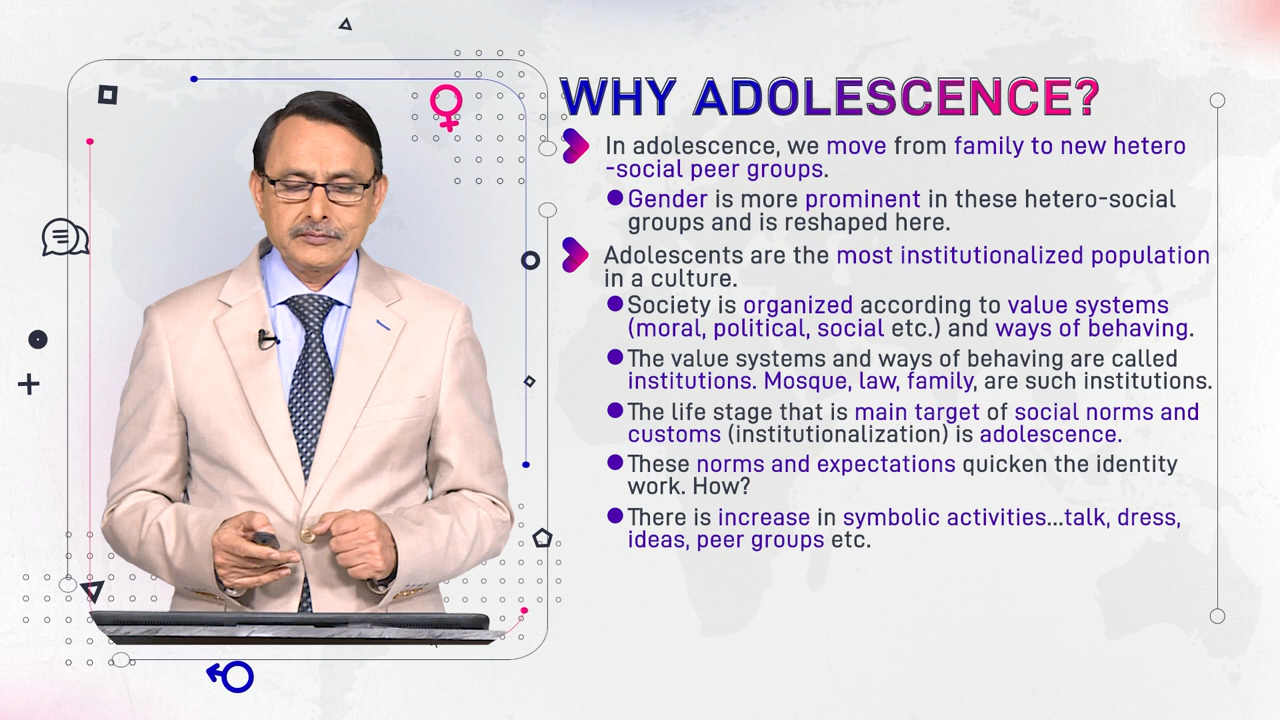 WHY ADOLESCENCE?
In adolescence, we move from family to new hetero
-social peer groups.
Gender is more prominent in these hetero-social
groups and is reshaped here.
Adolescents are the most institutionalized population
in a culture.
Society is organized according to value systems
(moral, political, social etc.) and ways of behaving.
The value systems and ways of behaving are called
institutions. Mosque, law, family, are such institutions.
The life stage that is main target of social norms and
customs (institutionalization) is adolescence.
These norms and expectations quicken the identity
work. How?
There is increase in symbolic activities...talk, dress,
ideas, peer groups etc.